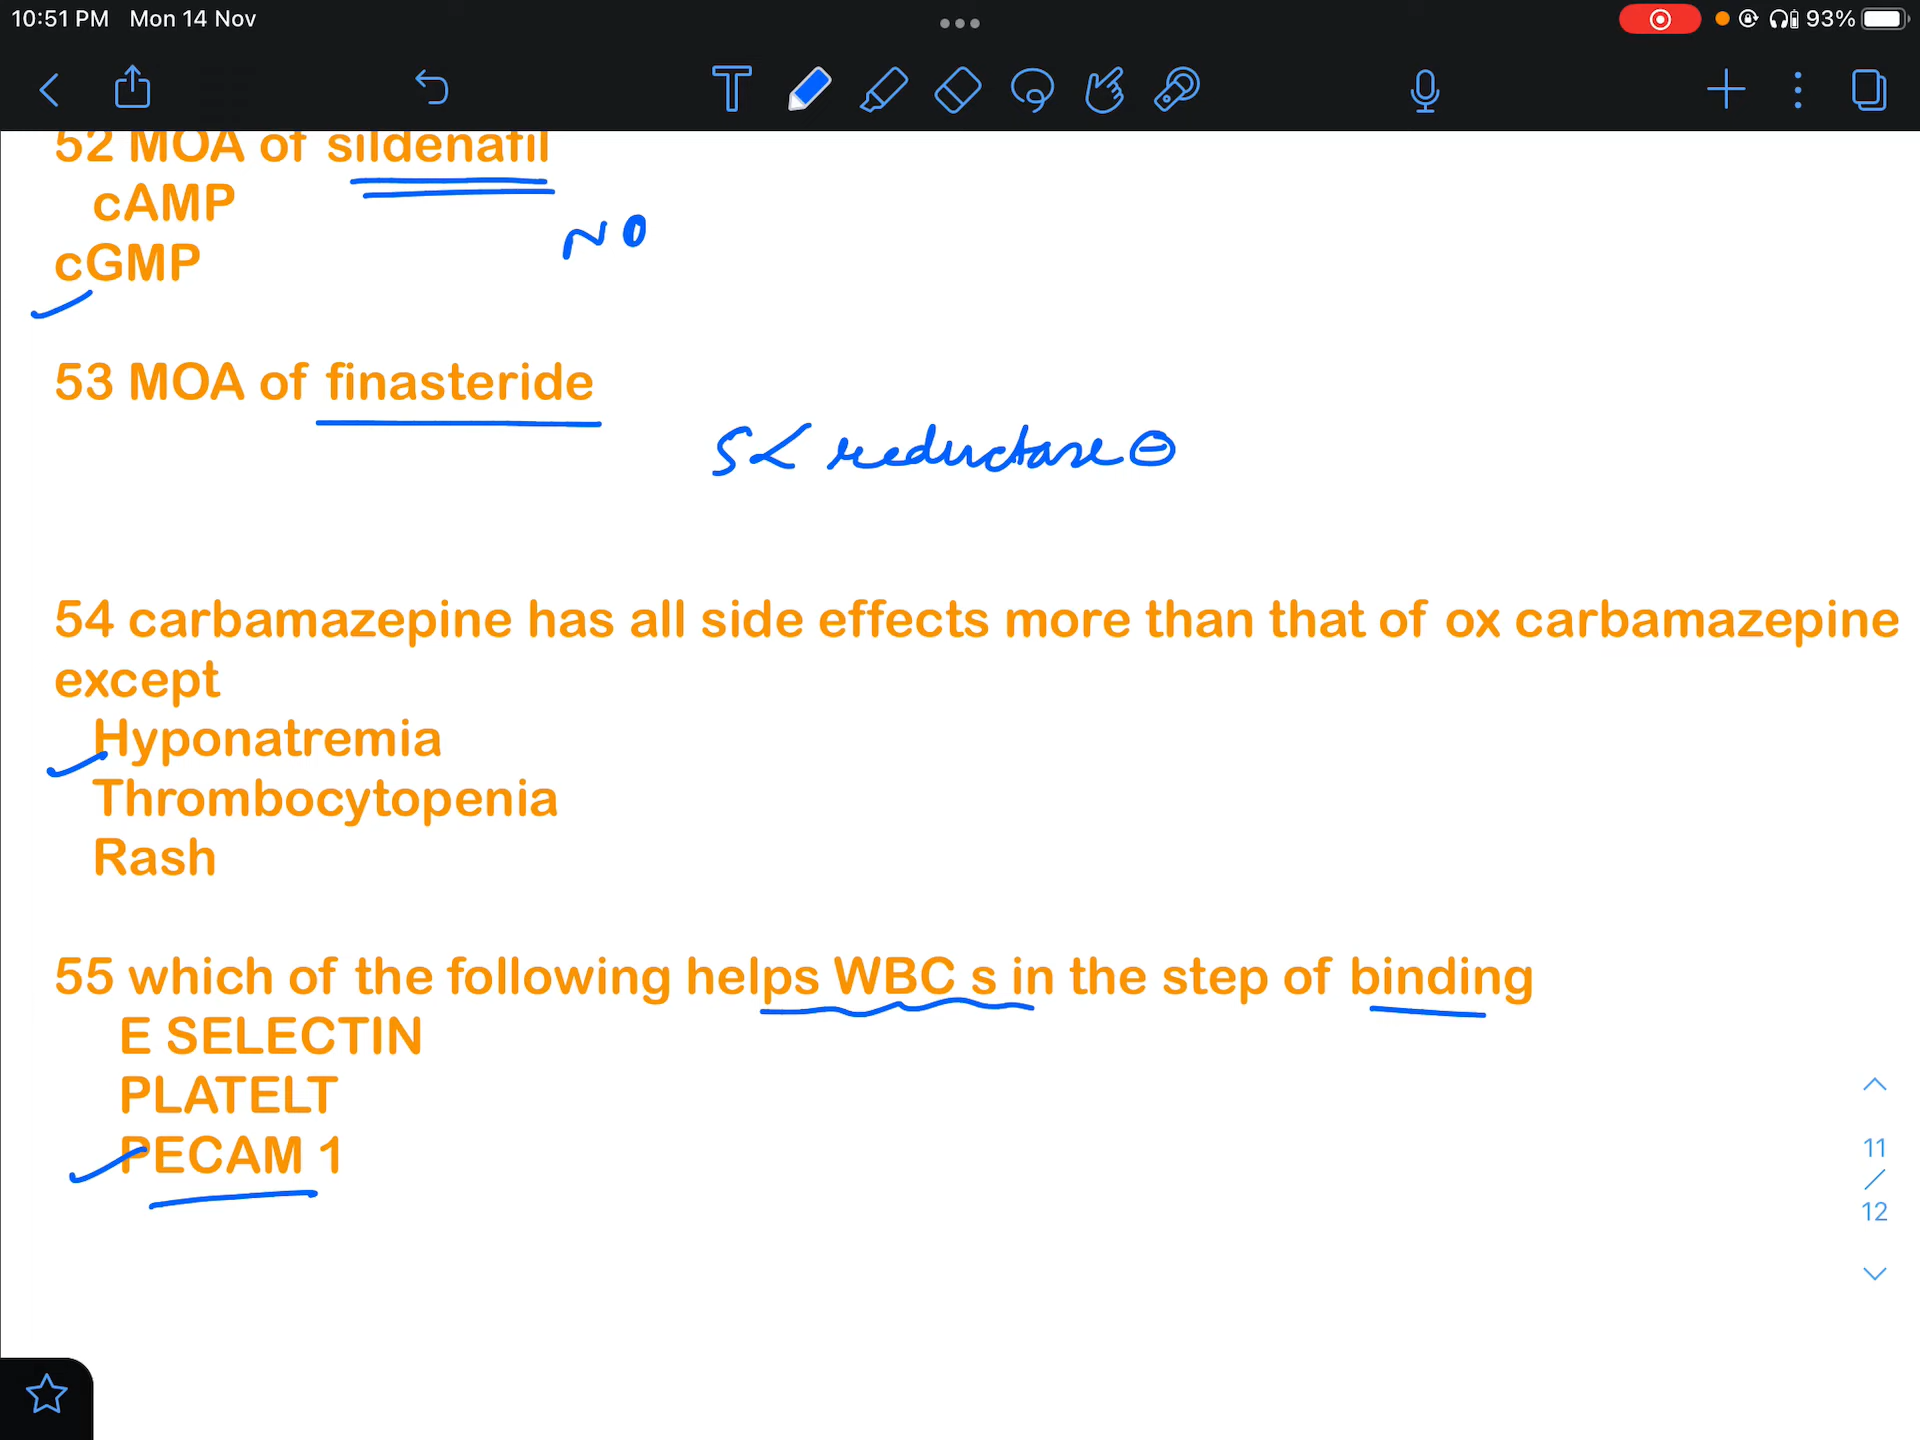 10:51 PM Mon 14 Nov
93%
52 MOA of sildenafil
cAMP
NO
cGMP
53 MOA of finasteride
5α reductase ⊖
54 carbamazepine has all side effects more than that of ox carbamazepine
except
Hyponatremia
Thrombocytopenia
Rash
55 which of the following helps WBC s in the step of binding
E SELECTIN
PLATELT
PECAM 1
11
/
12